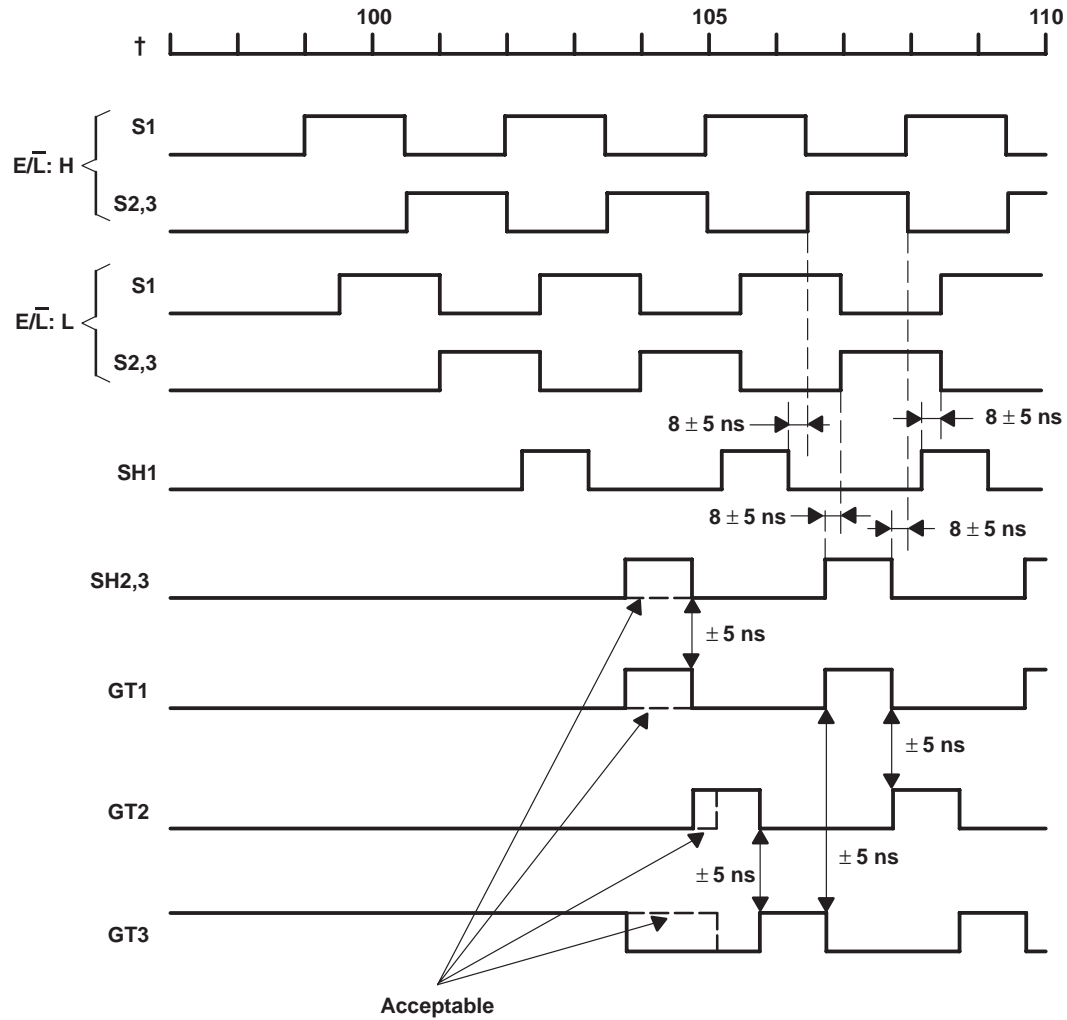 100 105 110
†
S1
E/L̅: H
S2,3
S1
E/L̅: L
S2,3
8 ± 5 ns 8 ± 5 ns
SH1
8 ± 5 ns 8 ± 5 ns
SH2,3
± 5 ns
GT1
± 5 ns
GT2
± 5 ns ± 5 ns
GT3
Acceptable